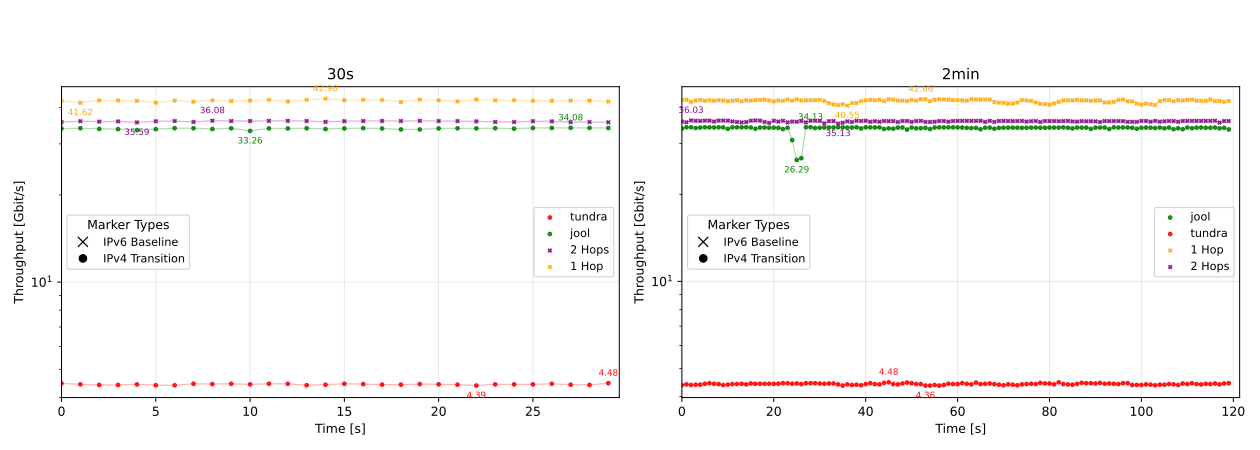 30s
42.98
41.62
36.08
35.59
34.08
33.26
Throughput [Gbit/s]
Marker Types
IPv6 Baseline
IPv4 Transition
tundra
jool
2 Hops
1 Hop
10¹
4.48
4.39
0 5 10 15 20 25
Time [s]
2min
42.66
36.03
34.13
40.55
35.13
26.29
Throughput [Gbit/s]
Marker Types
IPv6 Baseline
IPv4 Transition
jool
tundra
1 Hop
2 Hops
10¹
4.48
4.36
0 20 40 60 80 100 120
Time [s]